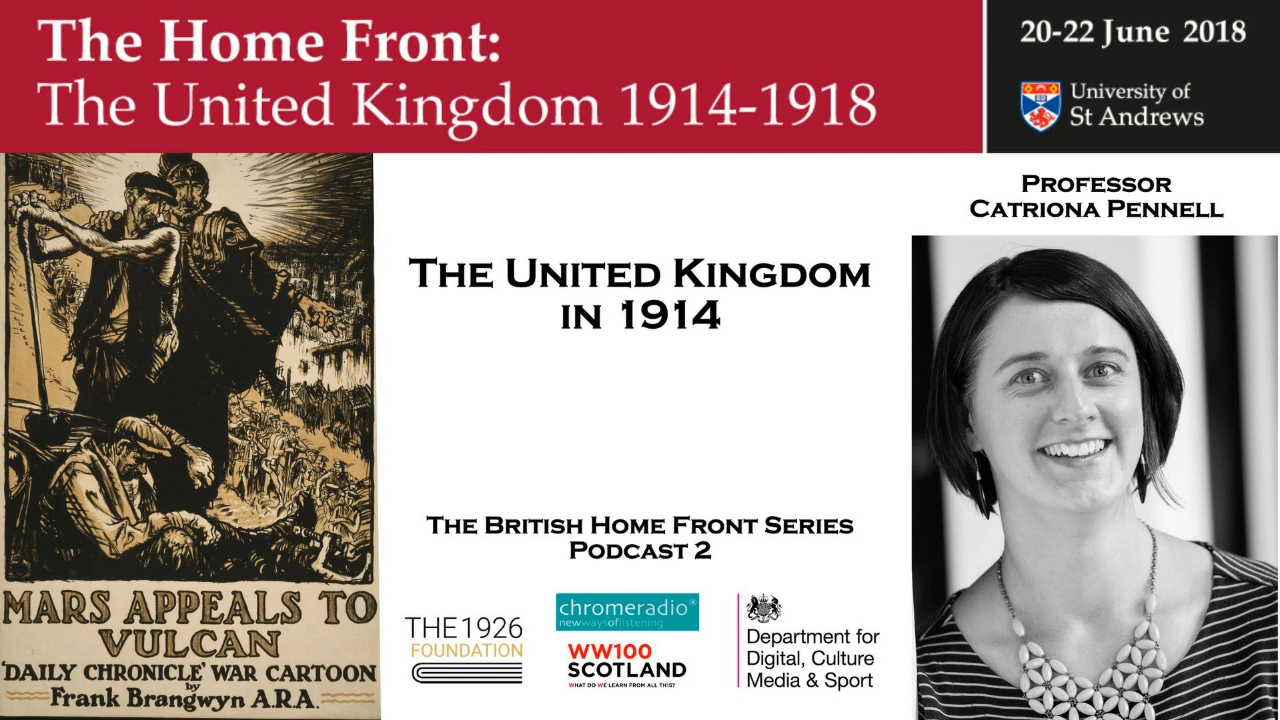 The Home Front:
The United Kingdom 1914-1918
20-22 June 2018
University of
St Andrews
MARS APPEALS TO
VULCAN
'DAILY CHRONICLE' WAR CARTOON
by
Frank Brangwyn A.R.A.
The United Kingdom
in 1914
The British Home Front Series
Podcast 2
THE 1926
FOUNDATION
chromeradio®
newwaysoflistening
WW100
SCOTLAND
WHAT DO WE LEARN FROM ALL THIS?
Department for
Digital, Culture
Media & Sport
Professor
Catriona Pennell